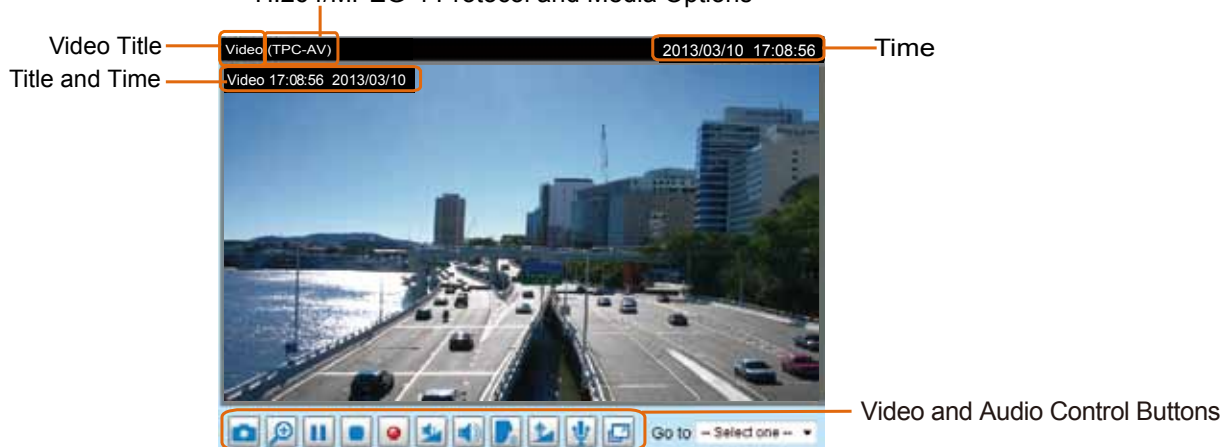 H.264/MPEG-4 Protocol and Media Options
Video Title
Video (TPC-AV)
2013/03/10 17:08:56
Time
Title and Time
Video 17:08:56 2013/03/10
Video and Audio Control Buttons
Go to -- Select one --